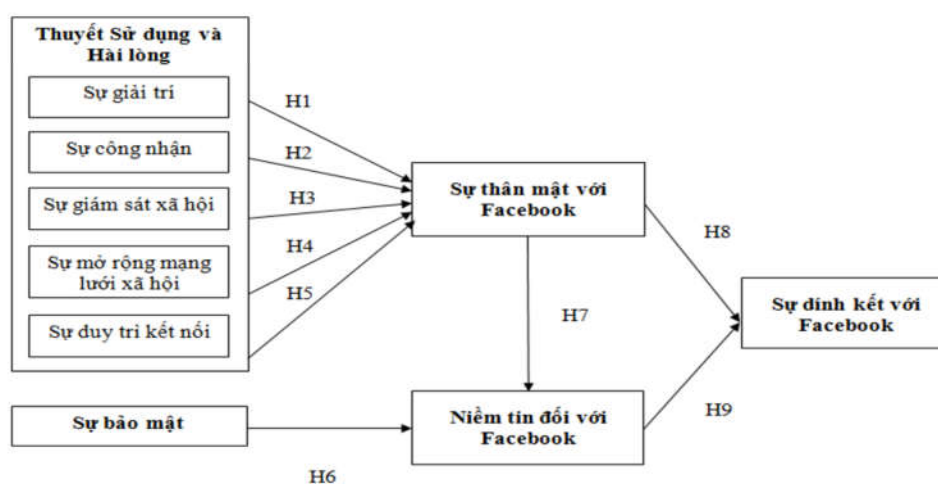 Thuyết Sử dụng và
Hài lòng
Sự giải trí
Sự công nhận
Sự giám sát xã hội
Sự mở rộng mạng
lưới xã hội
Sự duy trì kết nối
Sự bảo mật
H1
H2
H3
H4
H5
H6
Sự thân mật với
Facebook
H7
Niềm tin đối với
Facebook
H8
H9
Sự dính kết với
Facebook